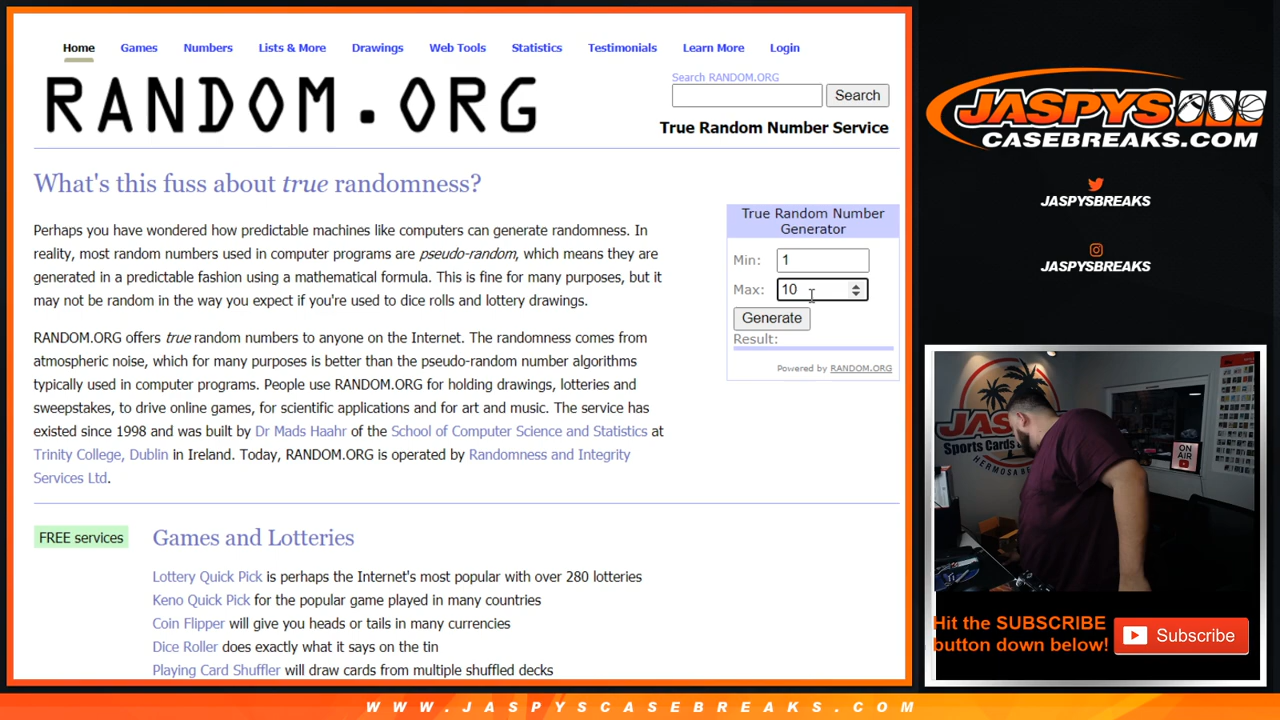 Home Games Numbers Lists & More Drawings Web Tools Statistics Testimonials Learn More Login
RANDOM.ORG
Search RANDOM.ORG
Search
True Random Number Service
What's this fuss about true randomness?
Perhaps you have wondered how predictable machines like computers can generate randomness. In
reality, most random numbers used in computer programs are pseudo-random, which means they are
generated in a predictable fashion using a mathematical formula. This is fine for many purposes, but it
may not be random in the way you expect if you're used to dice rolls and lottery drawings.
RANDOM.ORG offers true random numbers to anyone on the Internet. The randomness comes from
atmospheric noise, which for many purposes is better than the pseudo-random number algorithms
typically used in computer programs. People use RANDOM.ORG for holding drawings, lotteries and
sweepstakes, to drive online games, for scientific applications and for art and music. The service has
existed since 1998 and was built by Dr Mads Haahr of the School of Computer Science and Statistics at
Trinity College, Dublin in Ireland. Today, RANDOM.ORG is operated by Randomness and Integrity
Services Ltd.
True Random Number
Generator
Min: 1
Max: 10
Generate
Result:
Powered by RANDOM.ORG
FREE services
Games and Lotteries
Lottery Quick Pick is perhaps the Internet's most popular with over 280 lotteries
Keno Quick Pick for the popular game played in many countries
Coin Flipper will give you heads or tails in many currencies
Dice Roller does exactly what it says on the tin
Playing Card Shuffler will draw cards from multiple shuffled decks
JASPYS
CASEBREAKS.COM
JASPYSBREAKS
JASPYSBREAKS
JAS
Sports Cards &
HERMOSA BE
ON
AIR
Hit the SUBSCRIBE
button down below!
Subscribe
WWW.JASPYSCASEBREAKS.COM